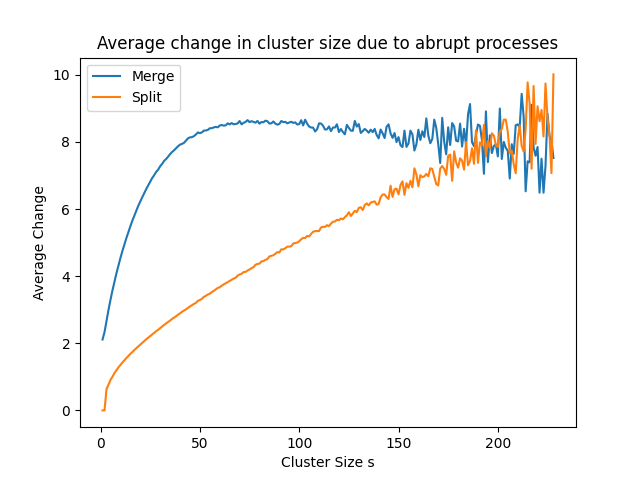 Average change in cluster size due to abrupt processes
Merge
Split
10
8
6
4
2
0
Average Change
0 50 100 150 200
Cluster Size s